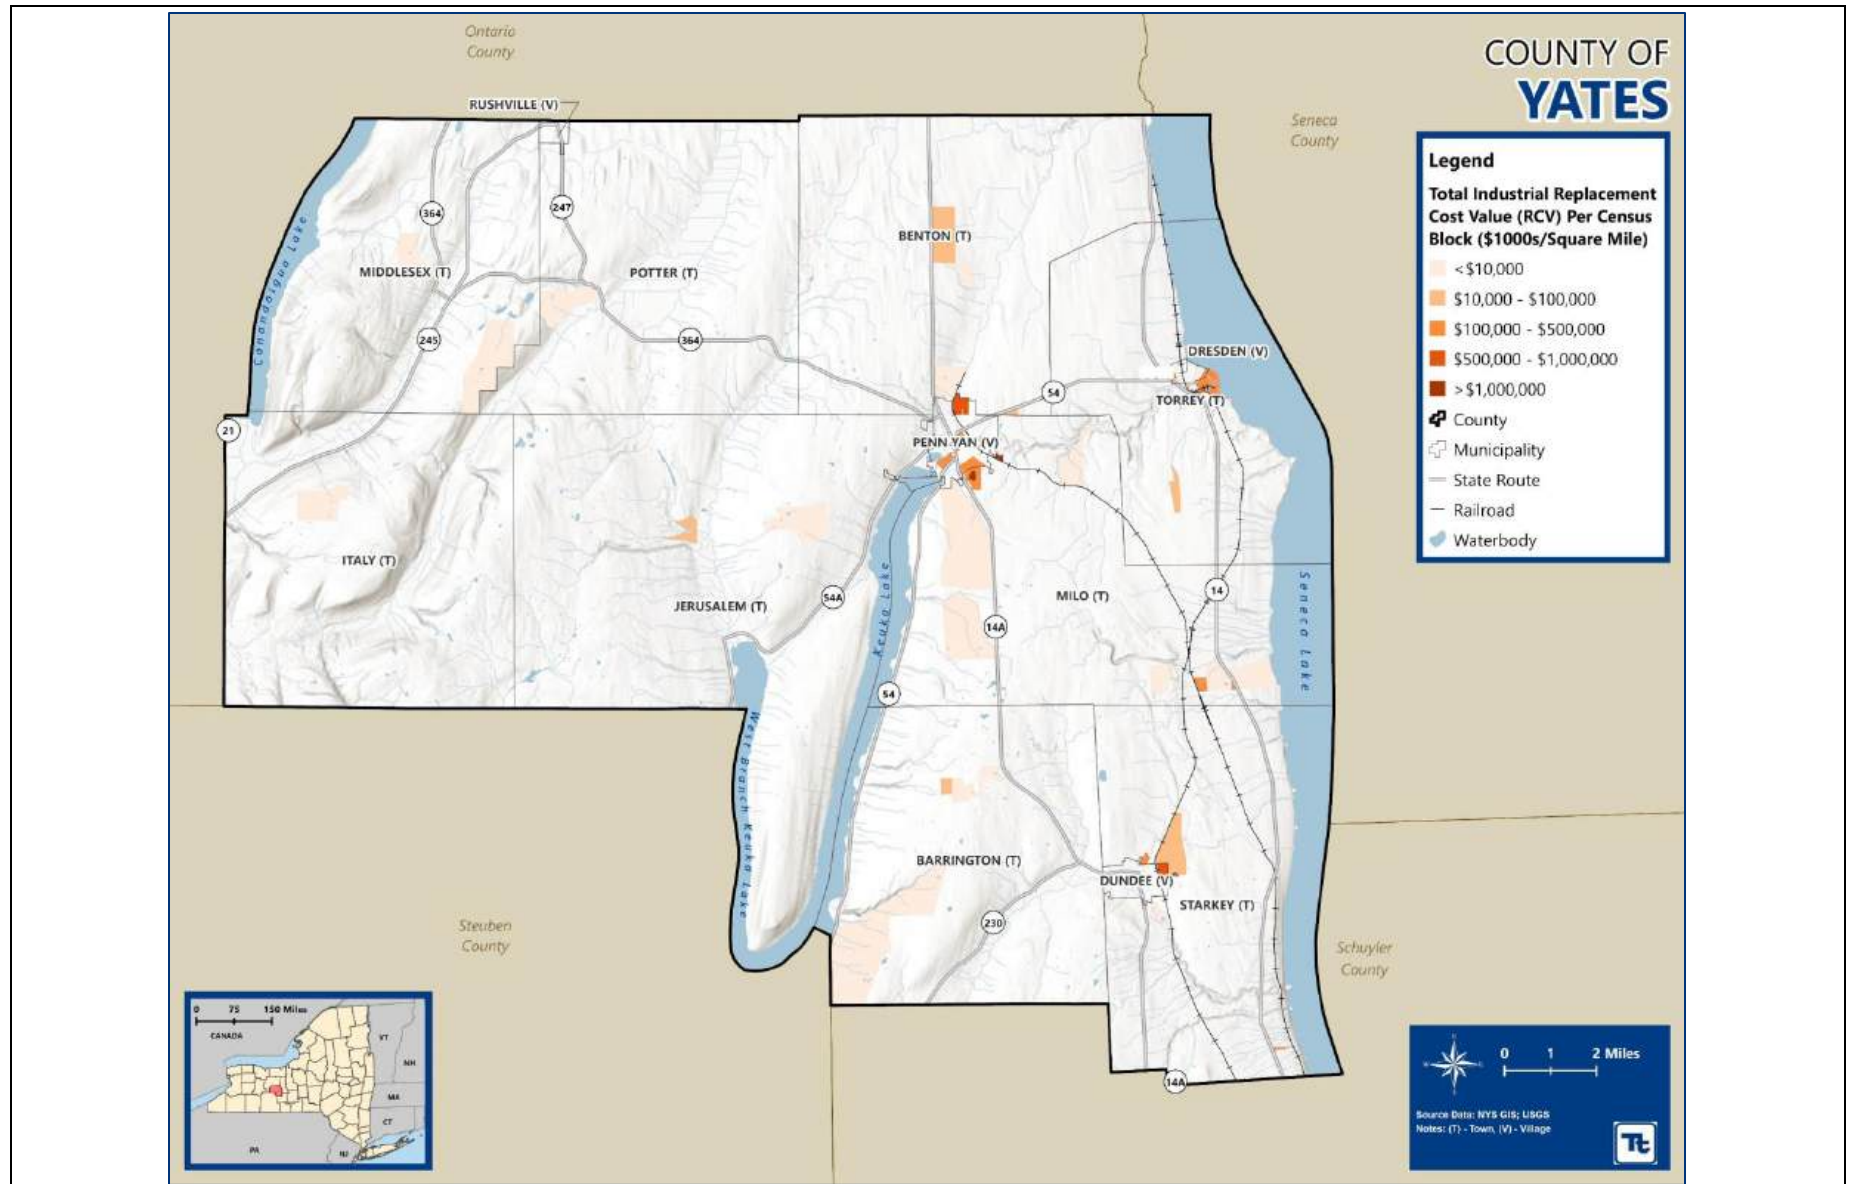 Ontario
County
COUNTY OF
YATES
RUSHVILLE (V)
Seneca
County
Legend
Total Industrial Replacement
Cost Value (RCV) Per Census
Block ($1000s/Square Mile)
<$10,000
$10,000 - $100,000
$100,000 - $500,000
$500,000 - $1,000,000
>$1,000,000
County
Municipality
State Route
Railroad
Waterbody
364
247
BENTON (T)
MIDDLESEX (T)
POTTER (T)
Canandaigua Lake
245
364
DRESDEN (V)
54
TORREY (T)
21
PENN YAN (V)
ITALY (T)
JERUSALEM (T)
54A
Keuka Lake
MILO (T)
14
14A
Seneca Lake
54
West Branch Keuka Lake
BARRINGTON (T)
DUNDEE (V)
STARKEY (T)
230
Steuben
County
Schuyler
County
14A
0 75 150 Miles
CANADA
VT
NH
MA
CT
PA
NJ
N
0 1 2 Miles
Source Data: NYS GIS; USGS
Notes: (T) - Town, (V) - Village
Tt